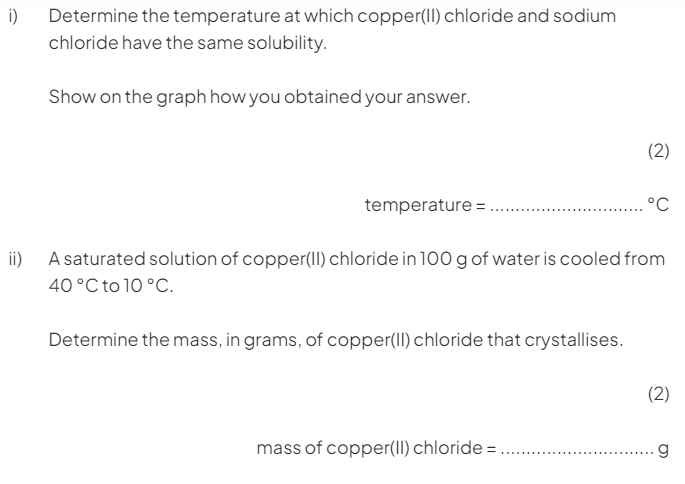 i) Determine the temperature at which copper(II) chloride and sodium
chloride have the same solubility.
Show on the graph how you obtained your answer.
(2)
temperature = .............................. °C
ii) A saturated solution of copper(II) chloride in 100 g of water is cooled from
40 °C to 10 °C.
Determine the mass, in grams, of copper(II) chloride that crystallises.
(2)
mass of copper(II) chloride = .............................. g